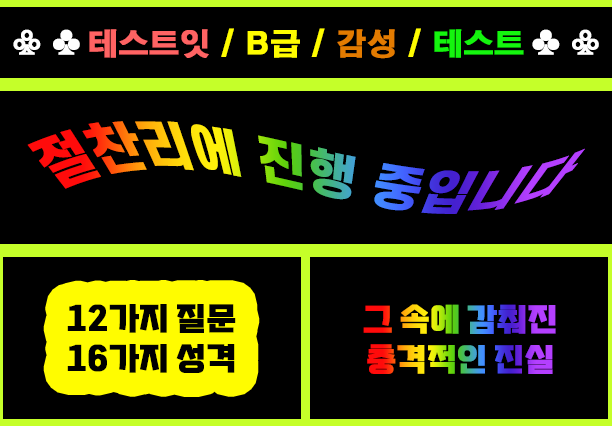 ♧ ♣ 테스트잇 / B급 / 감성 / 테스트 ♣ ♧
절찬리에 진행 중입니다
12가지 질문
16가지 성격
그 속에 감춰진
충격적인 진실